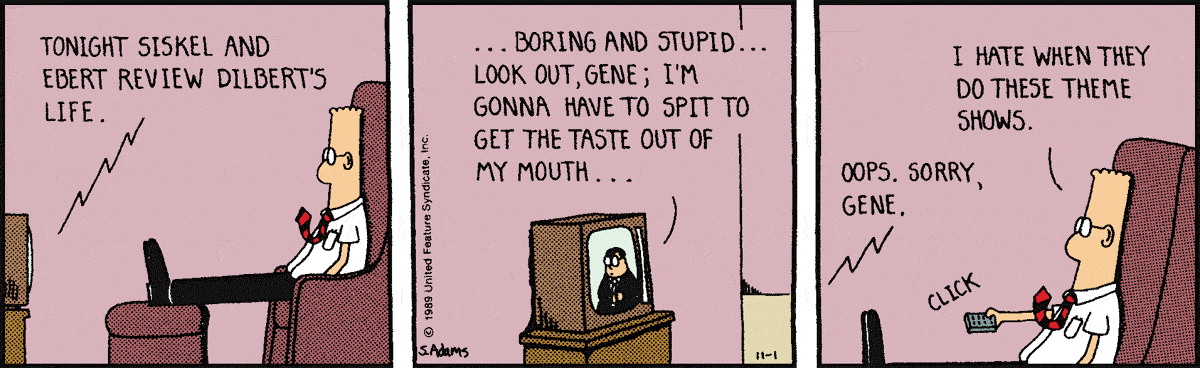 TONIGHT SISKEL AND
EBERT REVIEW DILBERT'S
LIFE.
...BORING AND STUPID...
LOOK OUT, GENE; I'M
GONNA HAVE TO SPIT TO
GET THE TASTE OUT OF
MY MOUTH...
© 1989 United Feature Syndicate, Inc.
S.Adams
11-1
I HATE WHEN THEY
DO THESE THEME
SHOWS.
OOPS. SORRY,
GENE.
CLICK